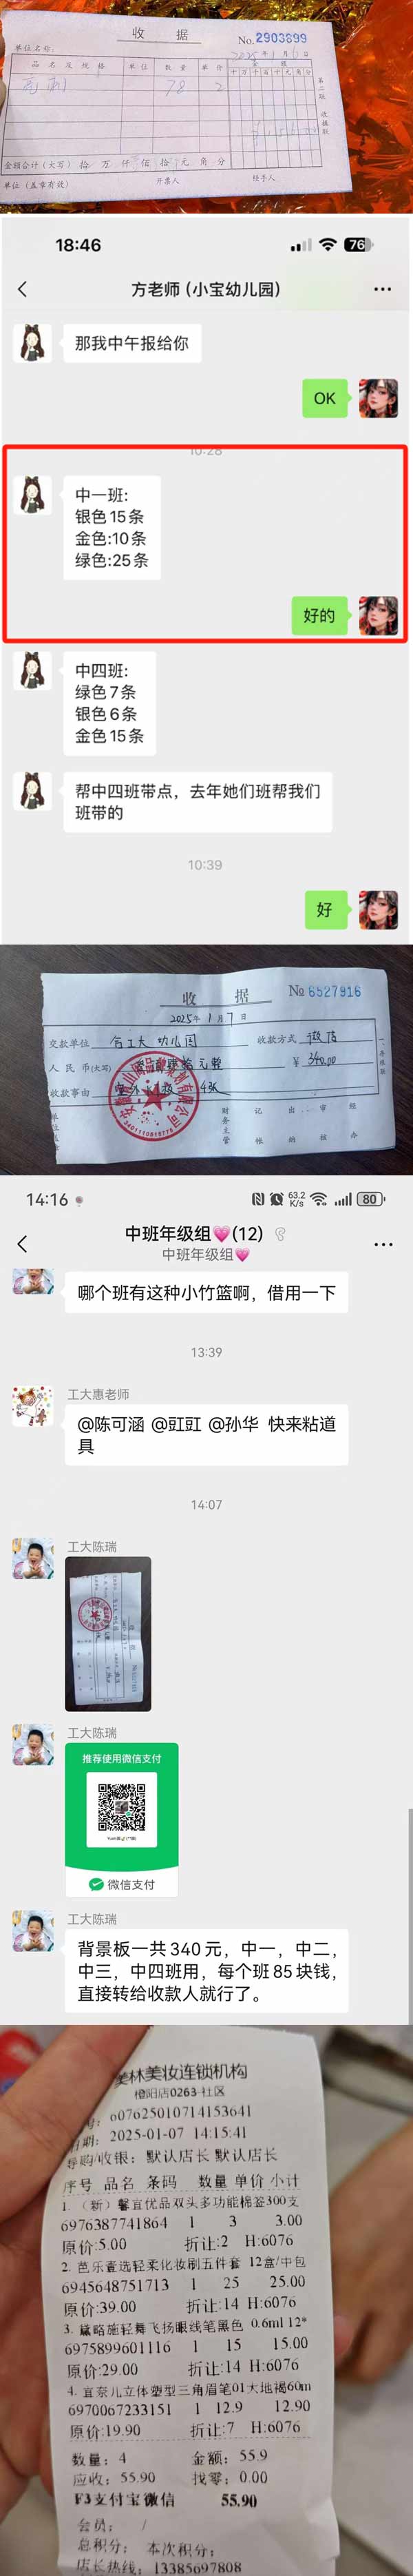 收 据
No. 2903899
单位名称:
2025年1月 日
品 名 及 规 格 单 位 数 量 单 价 金 额
十 万 千 百 十 元 角 分
78 2
第二联 收据联
金额合计(大写) 拾 万 仟 佰 拾 元 角 分
单位(盖章有效) 开票人 经手人
18:46
76
方老师 (小宝幼儿园)
那我中午报给你
OK
10:28
中一班:
银色15条
金色:10条
绿色:25条
好的
中四班:
绿色7条
银色6条
金色15条
帮中四班带点，去年她们班帮我们
班带的
10:39
好
收 据
№ 6527916
2025年 1月 7日
交款单位 合工大 幼儿园 收款方式 微信
人 民 币(大写) 叁佰肆拾元整 ¥ 340.00
收款事由
财务主管 记帐 出纳 审核 经办
14:16
63.2
K/s
80
中班年级组💗(12)
中班年级组💗
哪个班有这种小竹篮啊，借用一下
13:39
工大惠老师
@陈可涵 @豇豇 @孙华 快来粘道
具
14:07
工大陈瑞
工大陈瑞
推荐使用微信支付
微信支付
工大陈瑞
背景板一共340元，中一，中二，
中三，中四班用，每个班85块钱，
直接转给收款人就行了。
美林美妆连锁机构
橙阳店0263-社区
号: 607625010714153641
日期: 2025-01-07 14:15:41
导购/收银: 默认店长 默认店长
序号 品名 条码 数量 单价 小计
1. (新) 馨宜优品双头多功能棉签300支
6976387741864 1 3 3.00
原价:5.00 折让:2 H:6076
2. 芭乐壹选轻柔化妆刷五件套 12盒/中包
6945648751713 1 25 25.00
原价:39.00 折让:14 H:6076
3. 黛略施轻舞飞扬眼线笔黑色 0.6ml 12*
6975899601116 1 15 15.00
原价:29.00 折让:14 H:6076
4. 宜奈儿立体塑型三角眉笔01大地褐60m
6970067233151 1 12.9 12.90
原价:19.90 折让:7 H:6076
数量: 4 金额: 55.9
应收: 55.90 找零: 0.00
F3支付宝微信 55.90
会员: /
总积分: 本次积分:
店长热线: 13385697808